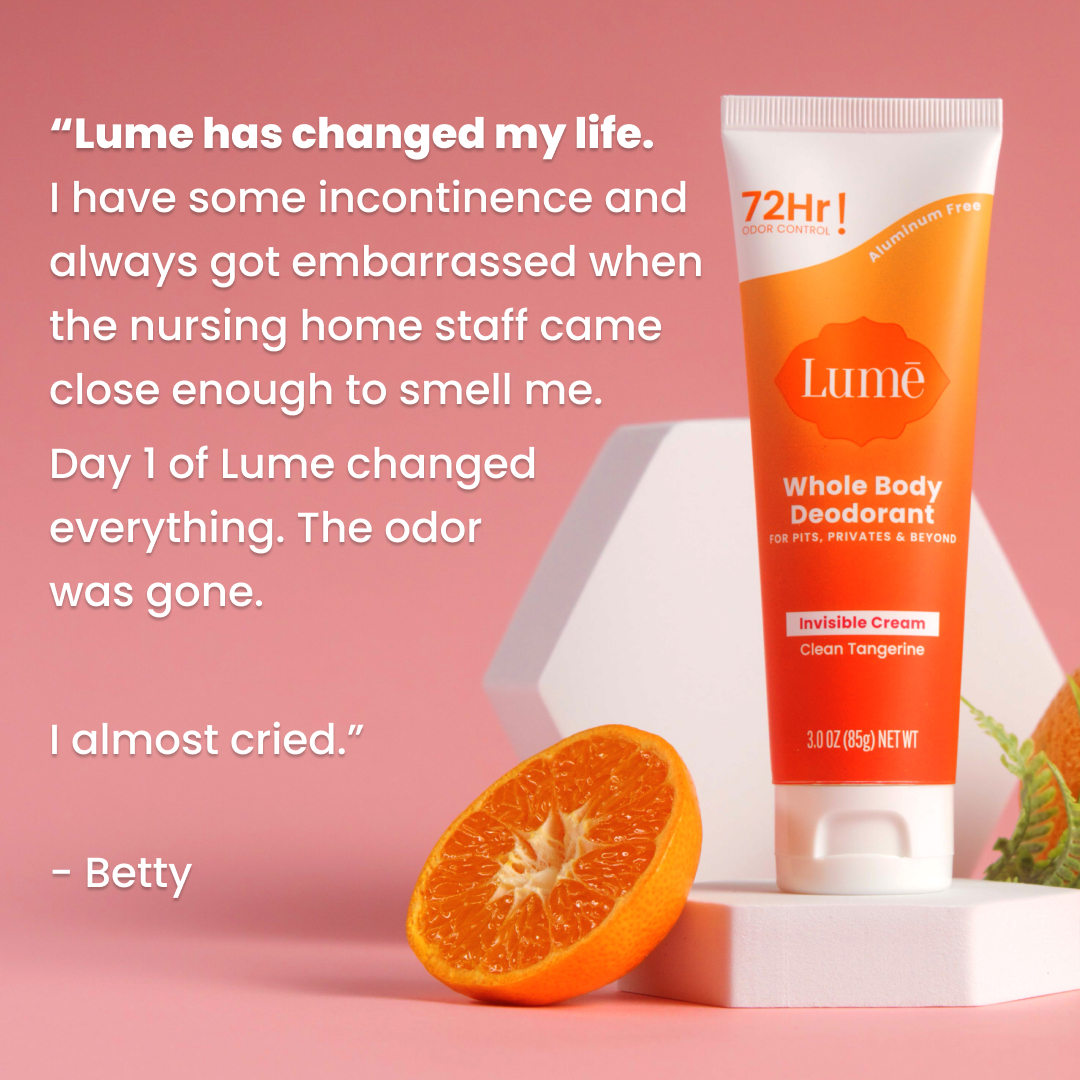 “Lume has changed my life.
I have some incontinence and
always got embarrassed when
the nursing home staff came
close enough to smell me.
Day 1 of Lume changed
everything. The odor
was gone.
I almost cried.”
- Betty
72Hr!
ODOR CONTROL
Aluminum Free
Lumē
Whole Body
Deodorant
FOR PITS, PRIVATES & BEYOND
Invisible Cream
Clean Tangerine
3.0 OZ (85g) NET WT